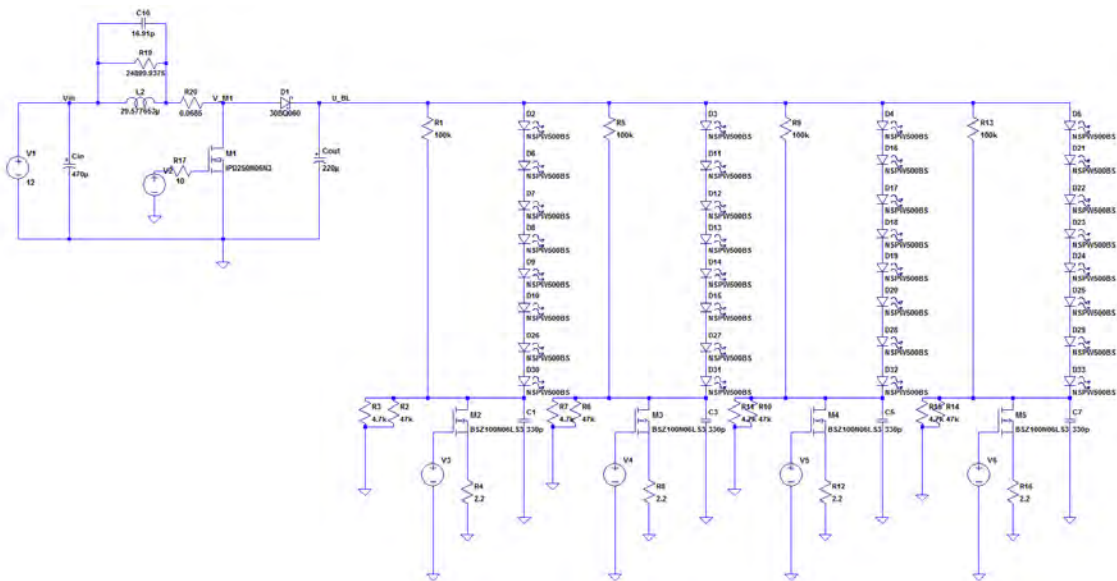 C16
16.91p
R19
24899.9375
L2
29.577663µ
R20
0.0685
V_M1
D1
30SQ060
U_BL
Vin
V1
12
Cin
470µ
V2
R17
10
M1
IPD250N06N3
Cout
220µ
R1
100k
D2
NSPW500BS
D6
NSPW500BS
D7
NSPW500BS
D8
NSPW500BS
D9
NSPW500BS
D10
NSPW500BS
D26
NSPW500BS
D30
NSPW500BS
R3
4.7k
R2
47k
M2
BSZ100N06LS3
C1
330p
V3
R4
2.2
R5
100k
D3
NSPW500BS
D11
NSPW500BS
D12
NSPW500BS
D13
NSPW500BS
D14
NSPW500BS
D15
NSPW500BS
D27
NSPW500BS
D31
NSPW500BS
R7
4.7k
R6
47k
M3
BSZ100N06LS3
C3
330p
V4
R8
2.2
R9
100k
D4
NSPW500BS
D16
NSPW500BS
D17
NSPW500BS
D18
NSPW500BS
D19
NSPW500BS
D20
NSPW500BS
D28
NSPW500BS
D32
NSPW500BS
R11
4.7k
R10
47k
M4
BSZ100N06LS3
C5
330p
V5
R12
2.2
R13
100k
D5
NSPW500BS
D21
NSPW500BS
D22
NSPW500BS
D23
NSPW500BS
D24
NSPW500BS
D25
NSPW500BS
D29
NSPW500BS
D33
NSPW500BS
R15
4.7k
R14
47k
M5
BSZ100N06LS3
C7
330p
V6
R16
2.2